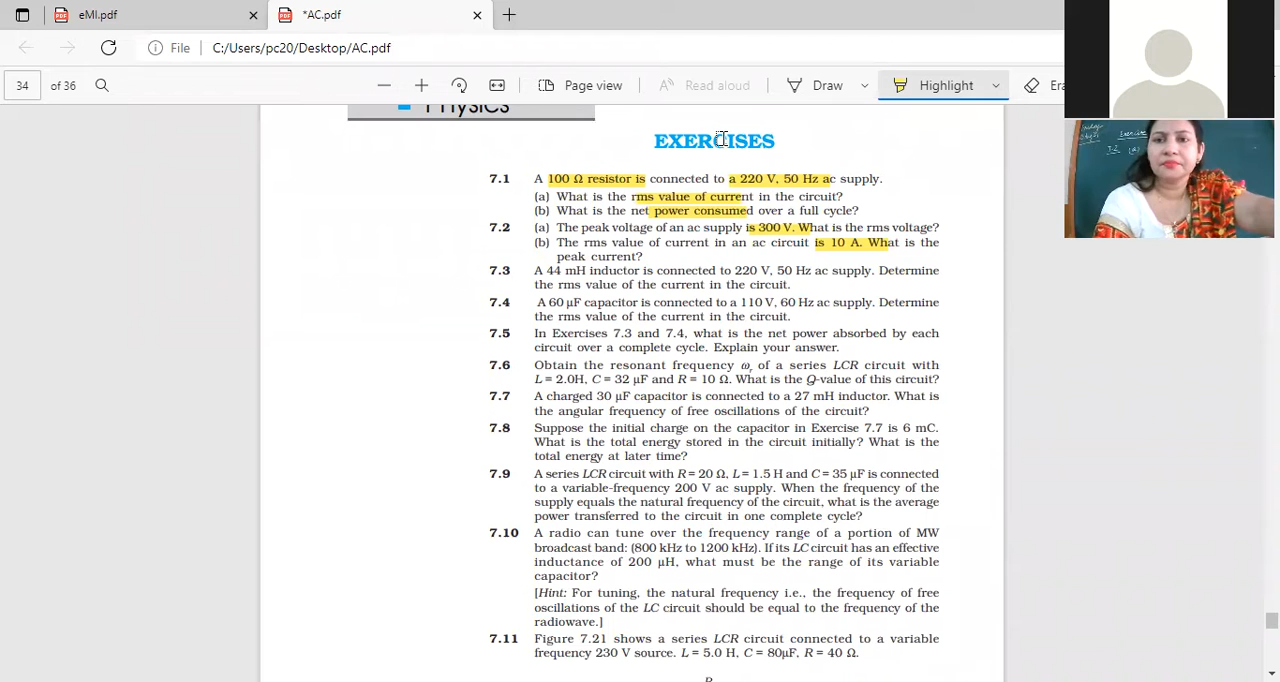 eMI.pdf
*AC.pdf
File
C:/Users/pc20/Desktop/AC.pdf
34 of 36
Page view
Read aloud
Draw
Highlight
Era
Physics
EXERCISES
7.1 A 100 Ω resistor is connected to a 220 V, 50 Hz ac supply.
(a) What is the rms value of current in the circuit?
(b) What is the net power consumed over a full cycle?
7.2 (a) The peak voltage of an ac supply is 300 V. What is the rms voltage?
(b) The rms value of current in an ac circuit is 10 A. What is the
peak current?
7.3 A 44 mH inductor is connected to 220 V, 50 Hz ac supply. Determine
the rms value of the current in the circuit.
7.4 A 60 μF capacitor is connected to a 110 V, 60 Hz ac supply. Determine
the rms value of the current in the circuit.
7.5 In Exercises 7.3 and 7.4, what is the net power absorbed by each
circuit over a complete cycle. Explain your answer.
7.6 Obtain the resonant frequency ωr of a series LCR circuit with
L = 2.0H, C = 32 μF and R = 10 Ω. What is the Q-value of this circuit?
7.7 A charged 30 μF capacitor is connected to a 27 mH inductor. What is
the angular frequency of free oscillations of the circuit?
7.8 Suppose the initial charge on the capacitor in Exercise 7.7 is 6 mC.
What is the total energy stored in the circuit initially? What is the
total energy at later time?
7.9 A series LCR circuit with R = 20 Ω, L = 1.5 H and C = 35 μF is connected
to a variable-frequency 200 V ac supply. When the frequency of the
supply equals the natural frequency of the circuit, what is the average
power transferred to the circuit in one complete cycle?
7.10 A radio can tune over the frequency range of a portion of MW
broadcast band: (800 kHz to 1200 kHz). If its LC circuit has an effective
inductance of 200 μH, what must be the range of its variable
capacitor?
[Hint: For tuning, the natural frequency i.e., the frequency of free
oscillations of the LC circuit should be equal to the frequency of the
radiowave.]
7.11 Figure 7.21 shows a series LCR circuit connected to a variable
frequency 230 V source. L = 5.0 H, C = 80μF, R = 40 Ω.
R
Exercise
7.2